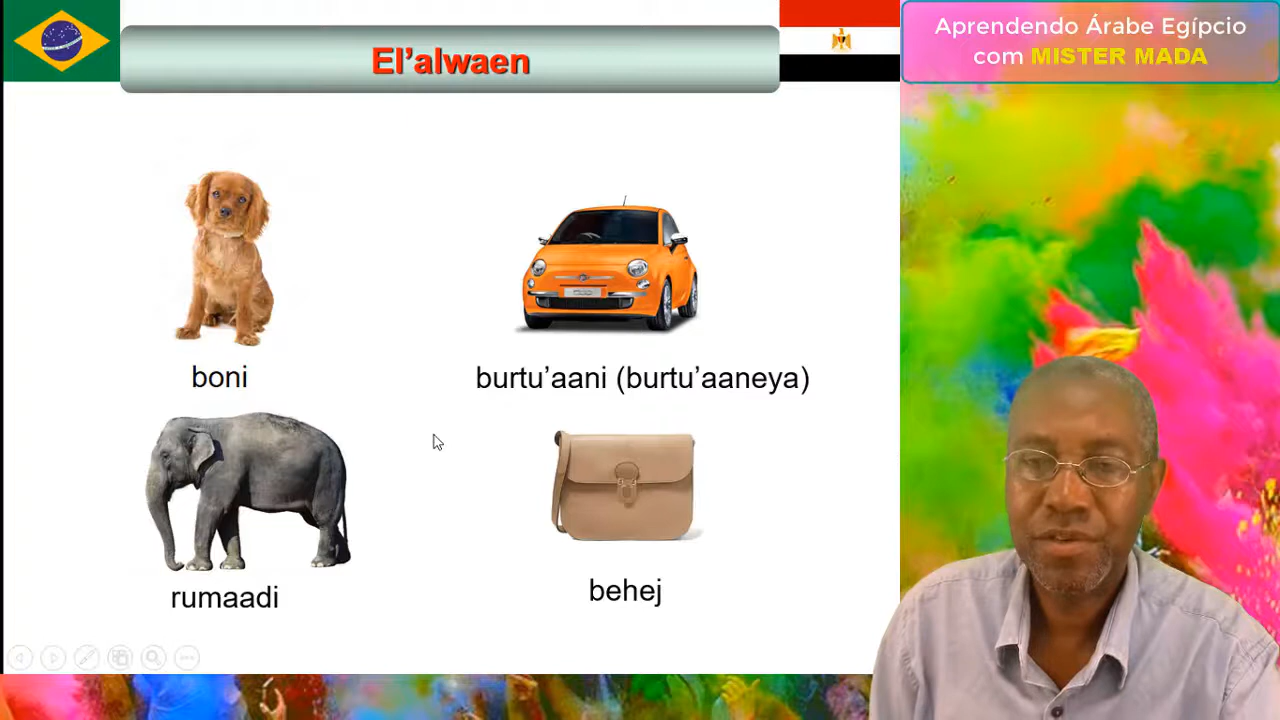 El'alwaen
Aprendendo Árabe Egípcio
com MISTER MADA
boni
burtu'aani (burtu'aaneya)
rumaadi
behej